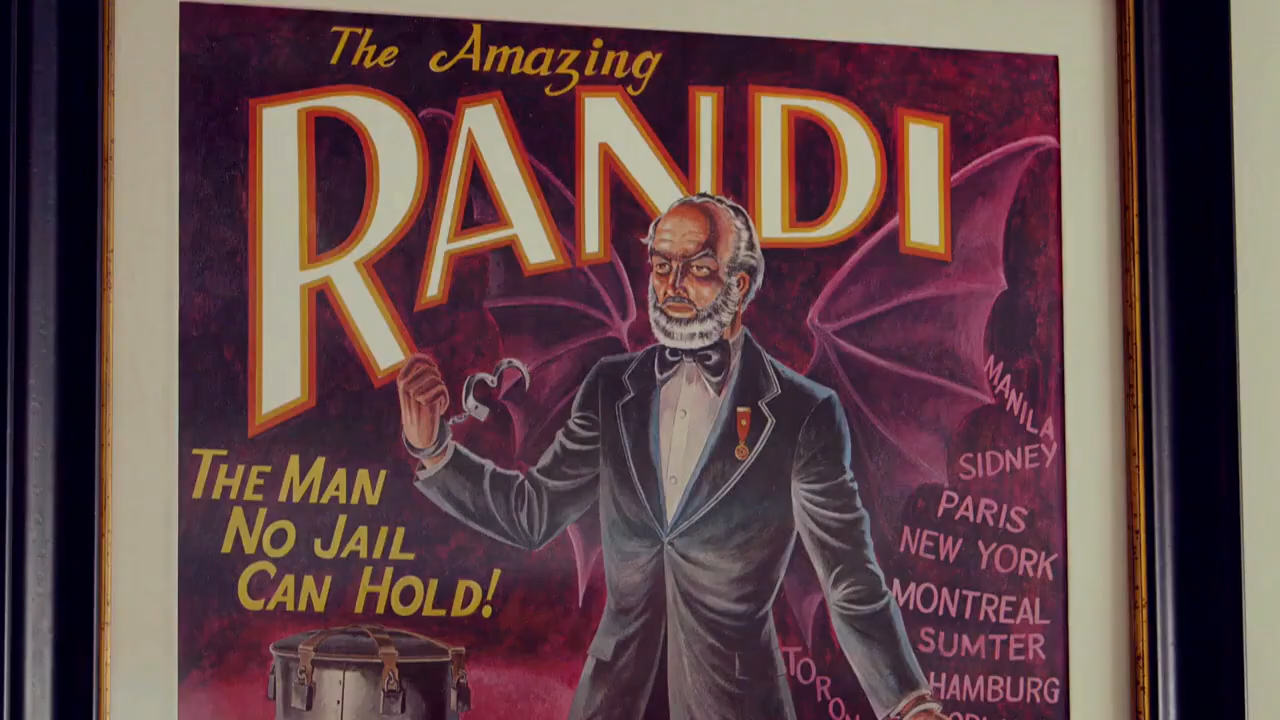 The Amazing
RANDI
THE MAN
NO JAIL
CAN HOLD!
MANILA
SIDNEY
PARIS
NEW YORK
MONTREAL
SUMTER
HAMBURG